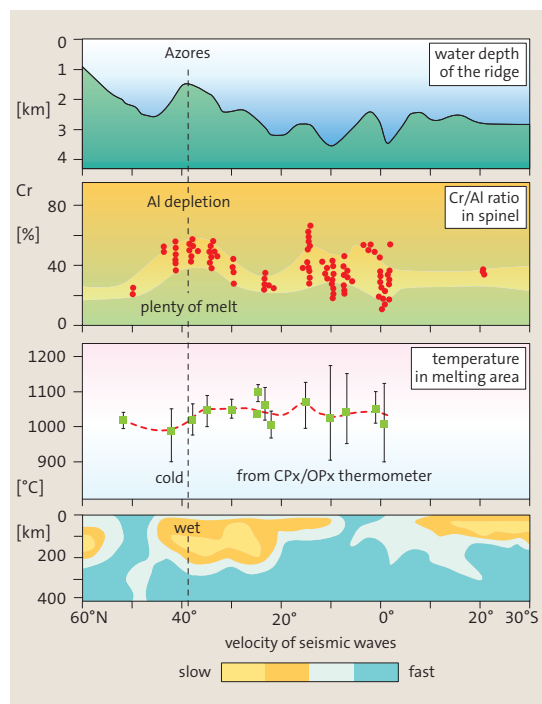 0
1
2
3
4
[km]
Azores
water depth
of the ridge
Cr
[%]
80
40
0
Al depletion
Cr/Al ratio
in spinel
plenty of melt
1200
1100
1000
900
[°C]
temperature
in melting area
cold
from CPx/OPx thermometer
[km]
0
200
400
wet
60°N
40°
20°
0°
20°
30°S
velocity of seismic waves
slow
fast